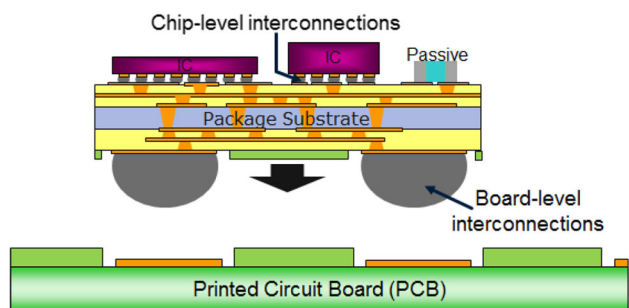 Chip-level interconnections
IC
IC
Passive
Package Substrate
Board-level
interconnections
Printed Circuit Board (PCB)